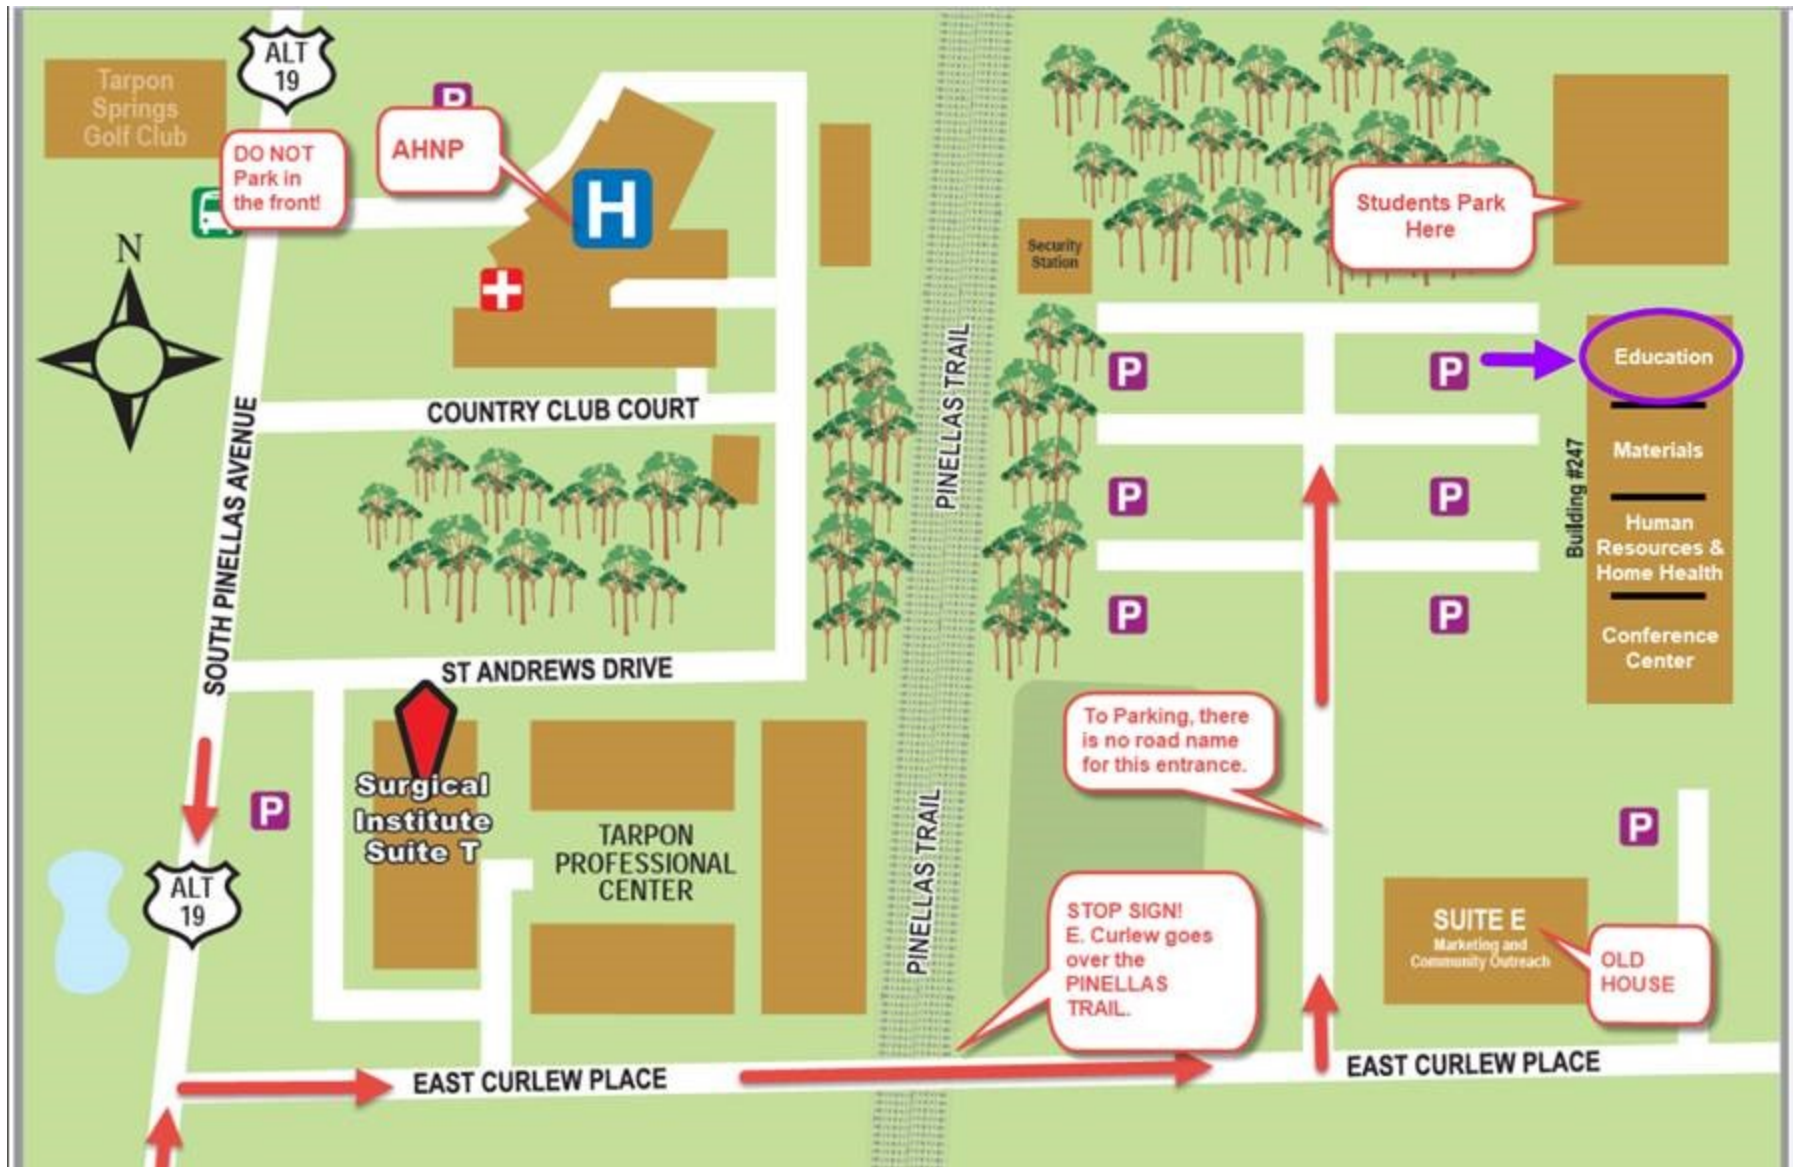 ALT
19
Tarpon
Springs
Golf Club
DO NOT
Park in
the front!
P
AHNP
H
N
Security
Station
Students Park
Here
PINELLAS TRAIL
P
P
Education
Materials
Human
Resources &
Home Health
Conference
Center
Building #247
P
P
P
P
COUNTRY CLUB COURT
SOUTH PINELLAS AVENUE
ST ANDREWS DRIVE
P
Surgical
Institute
Suite T
TARPON
PROFESSIONAL
CENTER
PINELLAS TRAIL
To Parking, there
is no road name
for this entrance.
P
ALT
19
STOP SIGN!
E. Curlew goes
over the
PINELLAS
TRAIL.
SUITE E
Marketing and
Community Outreach
OLD
HOUSE
EAST CURLEW PLACE
EAST CURLEW PLACE